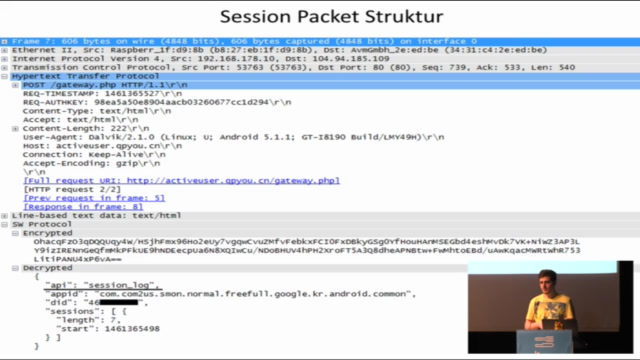 Session Packet Struktur
Frame 7: 606 bytes on wire (4848 bits), 606 bytes captured (4848 bits) on interface 0
Ethernet II, Src: Raspberr_1f:d9:8b (b8:27:eb:1f:d9:8b), Dst: AvmGmbh_2e:ed:be (34:31:c4:2e:ed:be)
Internet Protocol Version 4, Src: 192.168.178.10, Dst: 104.94.185.109
Transmission Control Protocol, Src Port: 53763 (53763), Dst Port: 80 (80), Seq: 739, Ack: 533, Len: 540
Hypertext Transfer Protocol
POST /gateway.php HTTP/1.1\r\n
REQ-TIMESTAMP: 1461365527\r\n
REQ-AUTHKEY: 98ea5a50e8904aacb03260677cc1d294\r\n
Content-Type: text/html\r\n
Accept: text/html\r\n
Content-Length: 222\r\n
User-Agent: Dalvik/2.1.0 (Linux; U; Android 5.1.1; GT-I8190 Build/LMY49H)\r\n
Host: activeuser.qpyou.cn\r\n
Connection: Keep-Alive\r\n
Accept-Encoding: gzip\r\n
\r\n
[Full request URI: http://activeuser.qpyou.cn/gateway.php]
[HTTP request 2/2]
[Prev request in frame: 5]
[Response in frame: 8]
Line-based text data: text/html
SW Protocol
Encrypted
LitiPANU4xP6vA==
Decrypted
{
"api": "session_log",
"appid": "com.com2us.smon.normal.freefull.google.kr.android.common",
"did": "46
"sessions": [ {
"length": 7,
"start": 1461365498
} ]
}